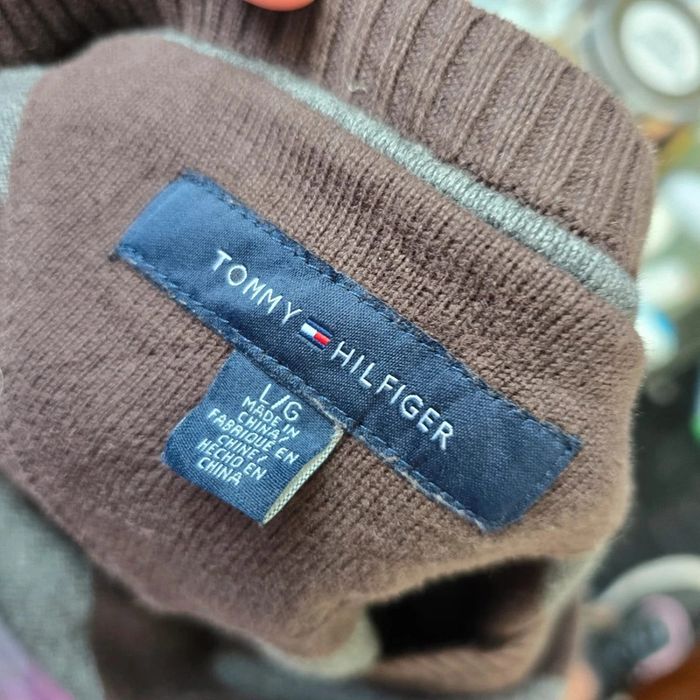 TOMMY HILFIGER
L/G
MADE IN
CHINA/
FABRIQUÉ EN
CHINE/
HECHO EN
CHINA